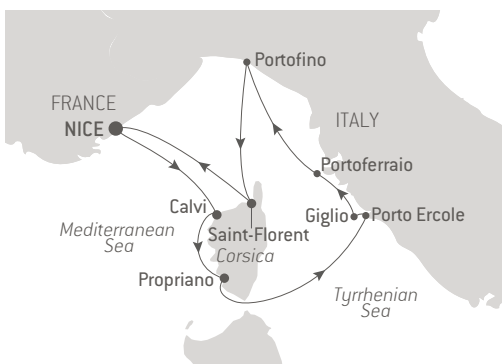 Portofino
FRANCE
NICE
ITALY
Portoferraio
Calvi
Giglio
Porto Ercole
Mediterranean
Sea
Saint-Florent
Corsica
Propriano
Tyrrhenian
Sea